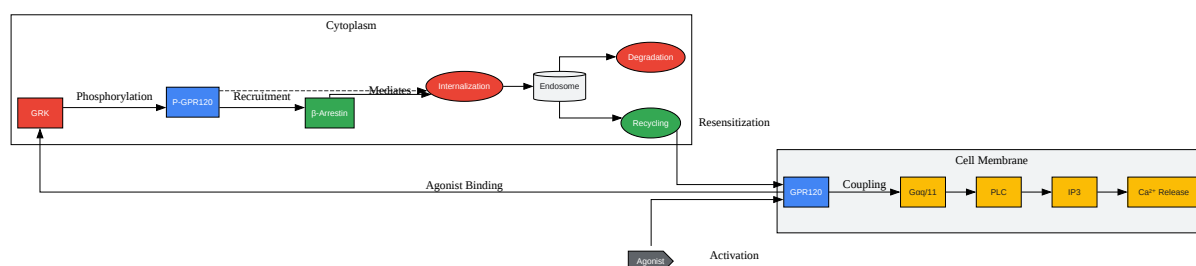 Cytoplasm
Degradation
Internalization
Endosome
Mediates
Phosphorylation
P-GPR120
Recruitment
GRK
β-Arrestin
Recycling
Resensitization
Cell Membrane
Agonist Binding
GPR120
Coupling
Gαq/11
PLC
IP3
Ca²⁺ Release
Activation
Agonist